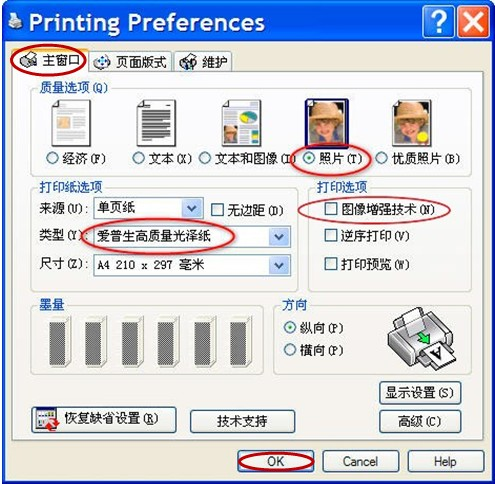 Printing Preferences
主窗口 页面版式 维护
质量选项(Q)
经济(F) 文本(X) 文本和图像(D) 照片(T) 优质照片(B)
打印纸选项 打印选项
来源(U): 单页纸 无边距(D) 图像增强技术(N)
类型(Y): 爱普生高质量光泽纸 逆序打印(V)
尺寸(Z): A4 210 x 297 毫米 打印预览(W)
墨量 方向
纵向(P)
横向(P)
显示设置(S)
恢复缺省设置(R) 技术支持 高级(C)
OK Cancel Help